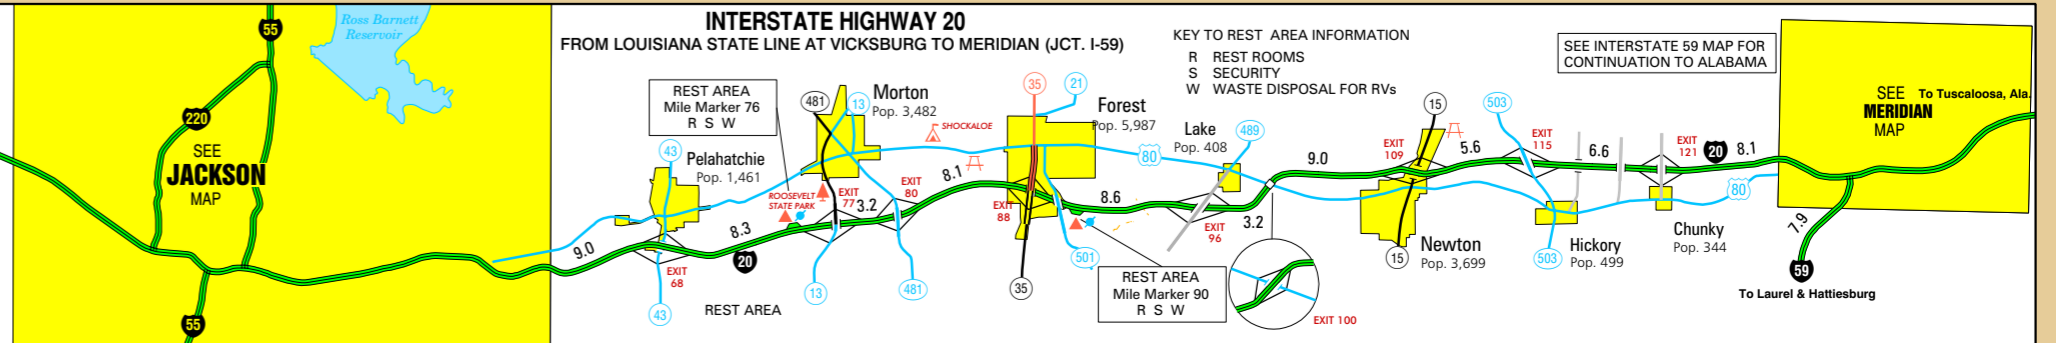 INTERSTATE HIGHWAY 20
FROM LOUISIANA STATE LINE AT VICKSBURG TO MERIDIAN (JCT. I-59)
KEY TO REST AREA INFORMATION
R REST ROOMS
S SECURITY
W WASTE DISPOSAL FOR RVs
SEE INTERSTATE 59 MAP FOR
CONTINUATION TO ALABAMA
55
Ross Barnett
Reservoir
220
SEE
JACKSON
MAP
55
REST AREA
Mile Marker 76
R S W
43
Pelahatchie
Pop. 1,461
9.0
EXIT
68
43
8.3
20
REST AREA
ROOSEVELT
STATE PARK
481
13
Morton
Pop. 3,482
EXIT
77
3.2
EXIT
80
13
481
8.1
SHOCKALOE
35
21
Forest
Pop. 5,987
EXIT
88
35
501
8.6
REST AREA
Mile Marker 90
R S W
80
Lake
Pop. 408
489
EXIT
96
3.2
EXIT 100
9.0
EXIT
109
15
5.6
15
Newton
Pop. 3,699
503
EXIT
115
6.6
503
Hickory
Pop. 499
EXIT
121
20
8.1
Chunky
Pop. 344
80
SEE
MERIDIAN
MAP
To Tuscaloosa, Ala.
7.9
59
To Laurel & Hattiesburg